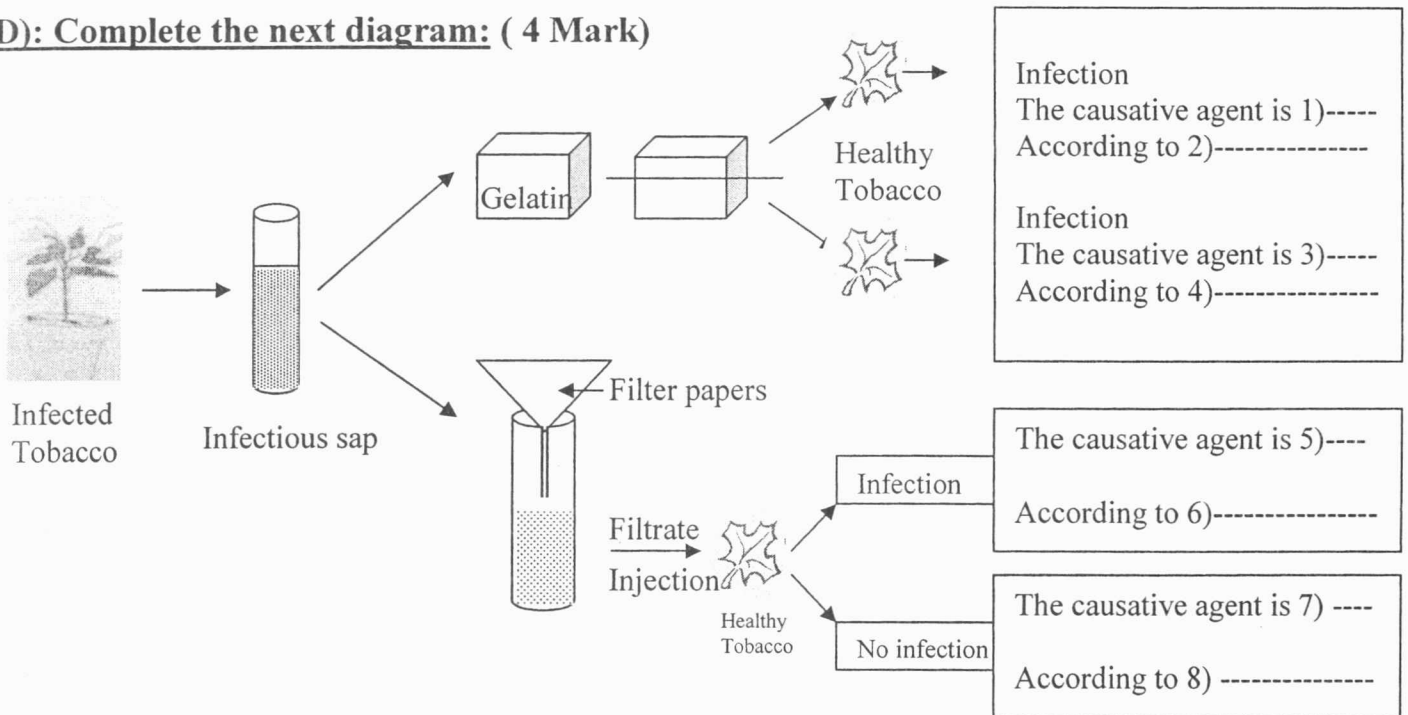 D): Complete the next diagram: ( 4 Mark)
Infection
The causative agent is 1)-----
According to 2)---------------
Healthy
Tobacco
Gelatin
Infection
The causative agent is 3)-----
According to 4)----------------
Infected
Tobacco
Infectious sap
Filter papers
Filtrate
Injection
Healthy
Tobacco
Infection
The causative agent is 5)----
According to 6)----------------
No infection
The causative agent is 7) ----
According to 8) ---------------